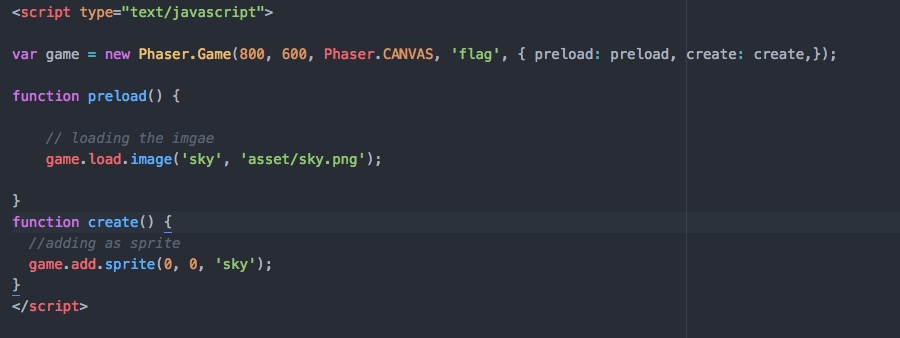 <script type="text/javascript">
var game = new Phaser.Game(800, 600, Phaser.CANVAS, 'flag', { preload: preload, create: create,});
function preload() {
// loading the imgae
game.load.image('sky', 'asset/sky.png');
}
function create() {
//adding as sprite
game.add.sprite(0, 0, 'sky');
}
</script>